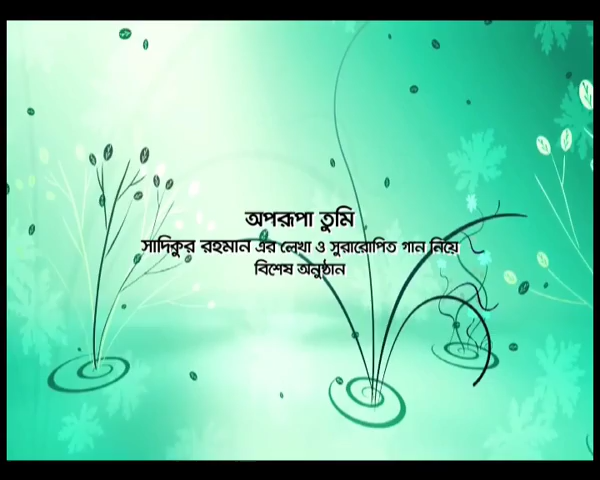 অপরূপা তুমি
সাদিকুর রহমান এর লেখা ও সুরারোপিত গান নিয়ে
বিশেষ অনুষ্ঠান